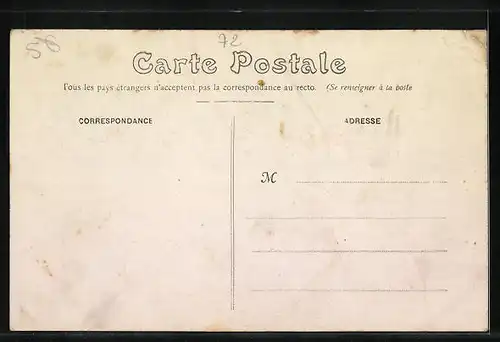 56
72
Carte Postale
Tous les pays étrangers n'acceptent pas la correspondance au recto. (Se renseigner à la poste
CORRESPONDANCE
ADRESSE
M